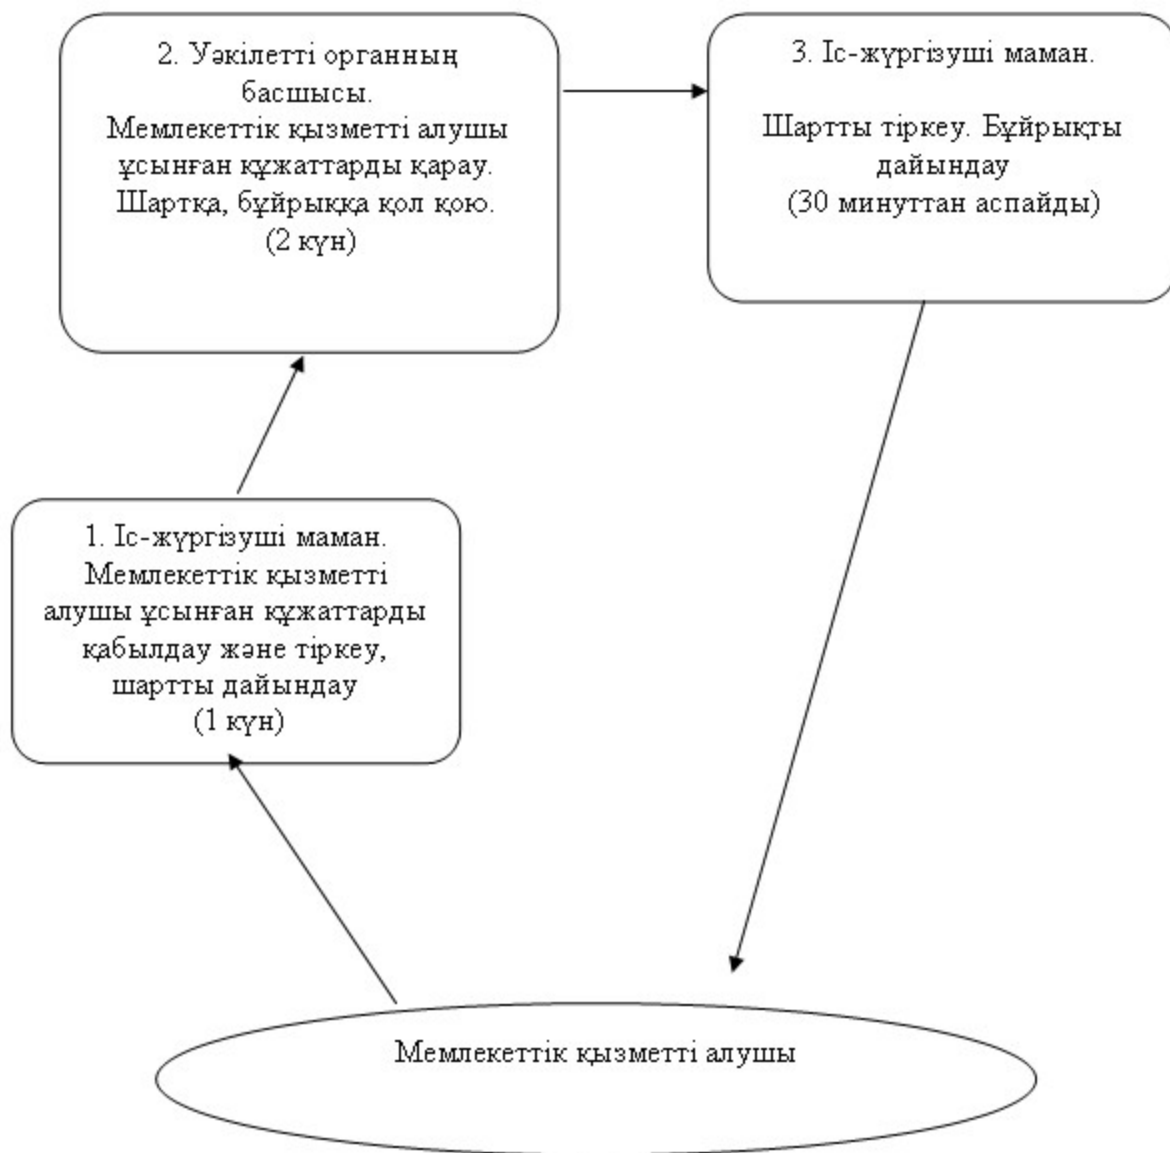 2. Уәкілетті органның
басшысы.
Мемлекеттік қызметті алушы
ұсынған құжаттарды қарау.
Шартқа, бұйрыққа қол қою.
(2 күн)
3. Іс-жүргізуші маман.
Шартты тіркеу. Бұйрықты
дайындау
(30 минуттан аспайды)
1. Іс-жүргізуші маман.
Мемлекеттік қызметті
алушы ұсынған құжаттарды
қабылдау және тіркеу,
шартты дайындау
(1 күн)
Мемлекеттік қызметті алушы